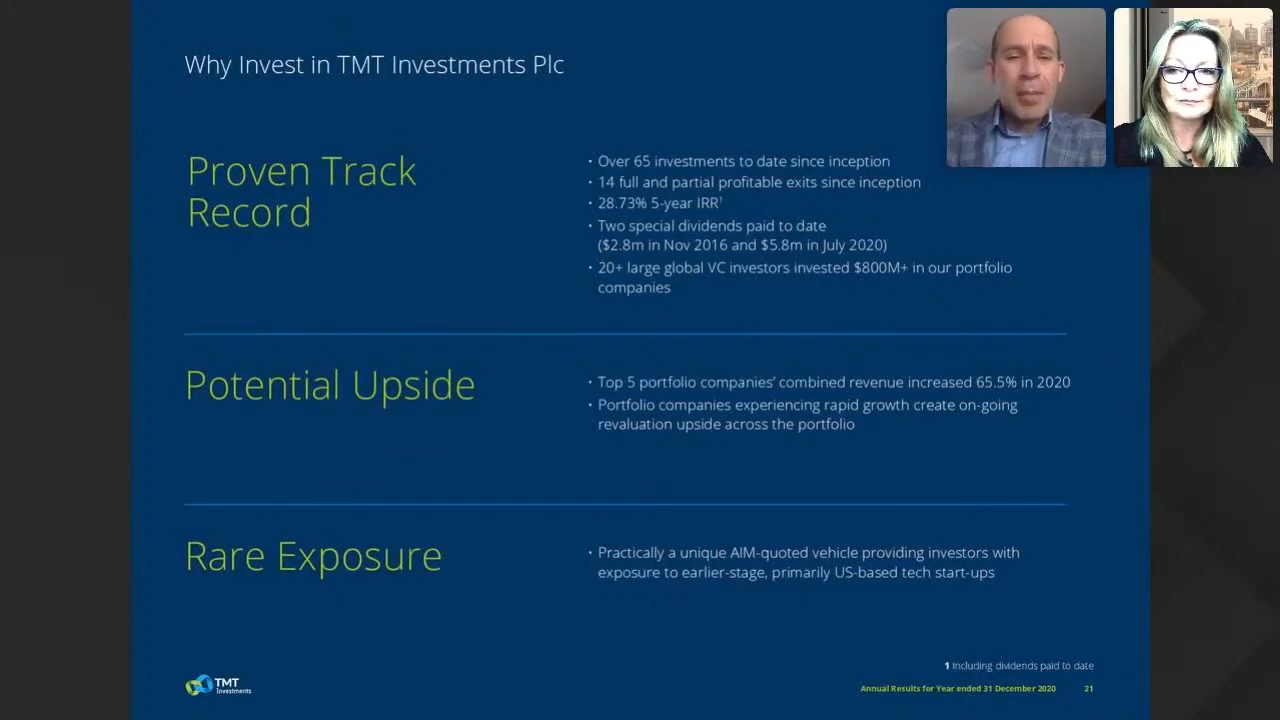 Why Invest in TMT Investments Plc
Proven Track
Record
· Over 65 investments to date since inception
· 14 full and partial profitable exits since inception
· 28.73% 5-year IRR¹
· Two special dividends paid to date
($2.8m in Nov 2016 and $5.8m in July 2020)
· 20+ large global VC investors invested $800M+ in our portfolio
companies
Potential Upside
· Top 5 portfolio companies’ combined revenue increased 65.5% in 2020
· Portfolio companies experiencing rapid growth create on-going
revaluation upside across the portfolio
Rare Exposure
· Practically a unique AIM-quoted vehicle providing investors with
exposure to earlier-stage, primarily US-based tech start-ups
1 Including dividends paid to date
TMT
Investments
Annual Results for Year ended 31 December 2020 21